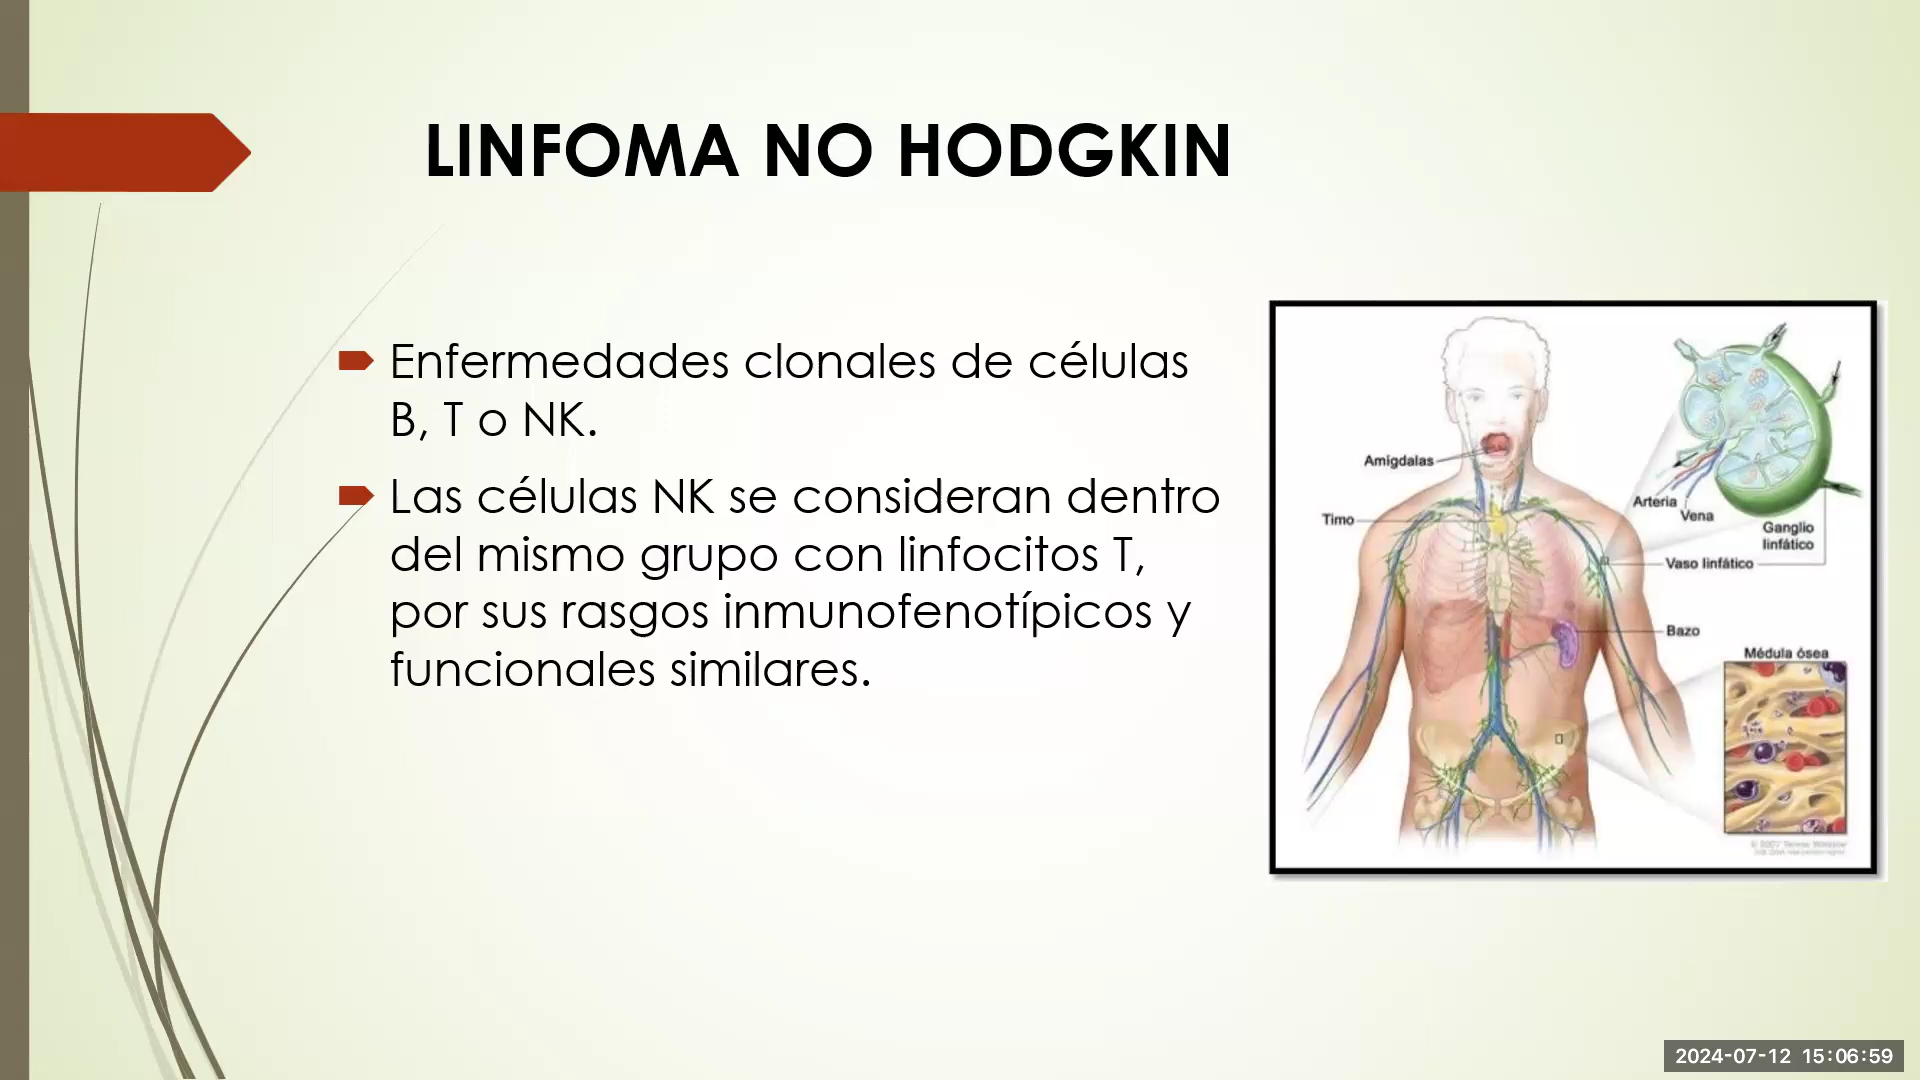 LINFOMA NO HODGKIN
Enfermedades clonales de células
B, T o NK.
Las células NK se consideran dentro
del mismo grupo con linfocitos T,
por sus rasgos inmunofenotípicos y
funcionales similares.
Amígdalas
Timo
Arteria
Vena
Ganglio
linfático
Vaso linfático
Bazo
Médula ósea
2024-07-12 15:06:59